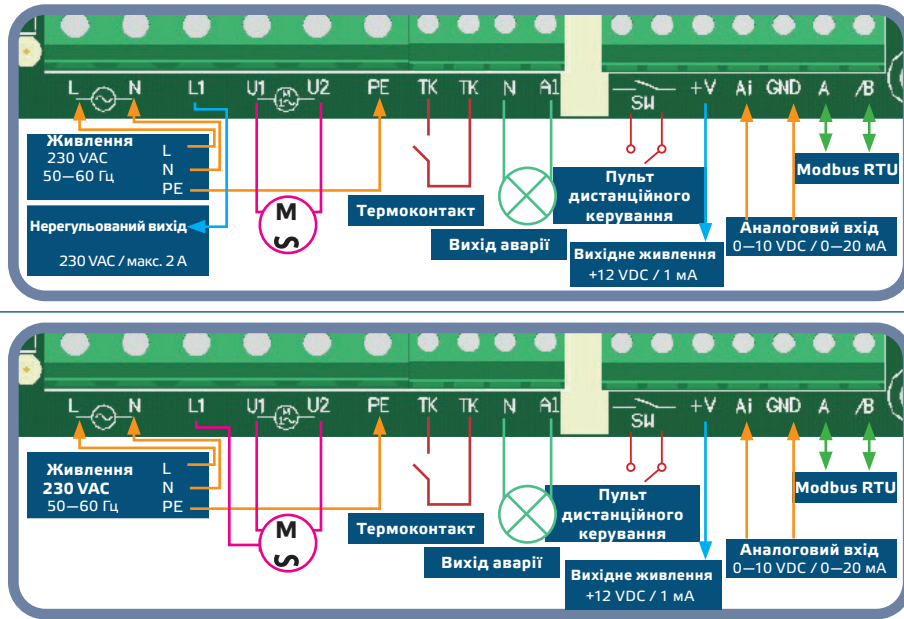 L N L1 U1 M 1~ U2 PE TK TK N A1 SW +V Ai GND A /B
Живлення
230 VAC
50—60 Гц
L
N
PE
Нерегульований вихід
230 VAC / макс. 2 А
M
S
Термоконтакт
Вихід аварії
Пульт
дистанційного
керування
Вихідне живлення
+12 VDC / 1 мА
Modbus RTU
Аналоговий вхід
0—10 VDC / 0—20 мА
L N L1 U1 M 1~ U2 PE TK TK N A1 SW +V Ai GND A /B
Живлення
230 VAC
50—60 Гц
L
N
PE
M
S
Термоконтакт
Вихід аварії
Пульт
дистанційного
керування
Вихідне живлення
+12 VDC / 1 мА
Modbus RTU
Аналоговий вхід
0—10 VDC / 0—20 мА